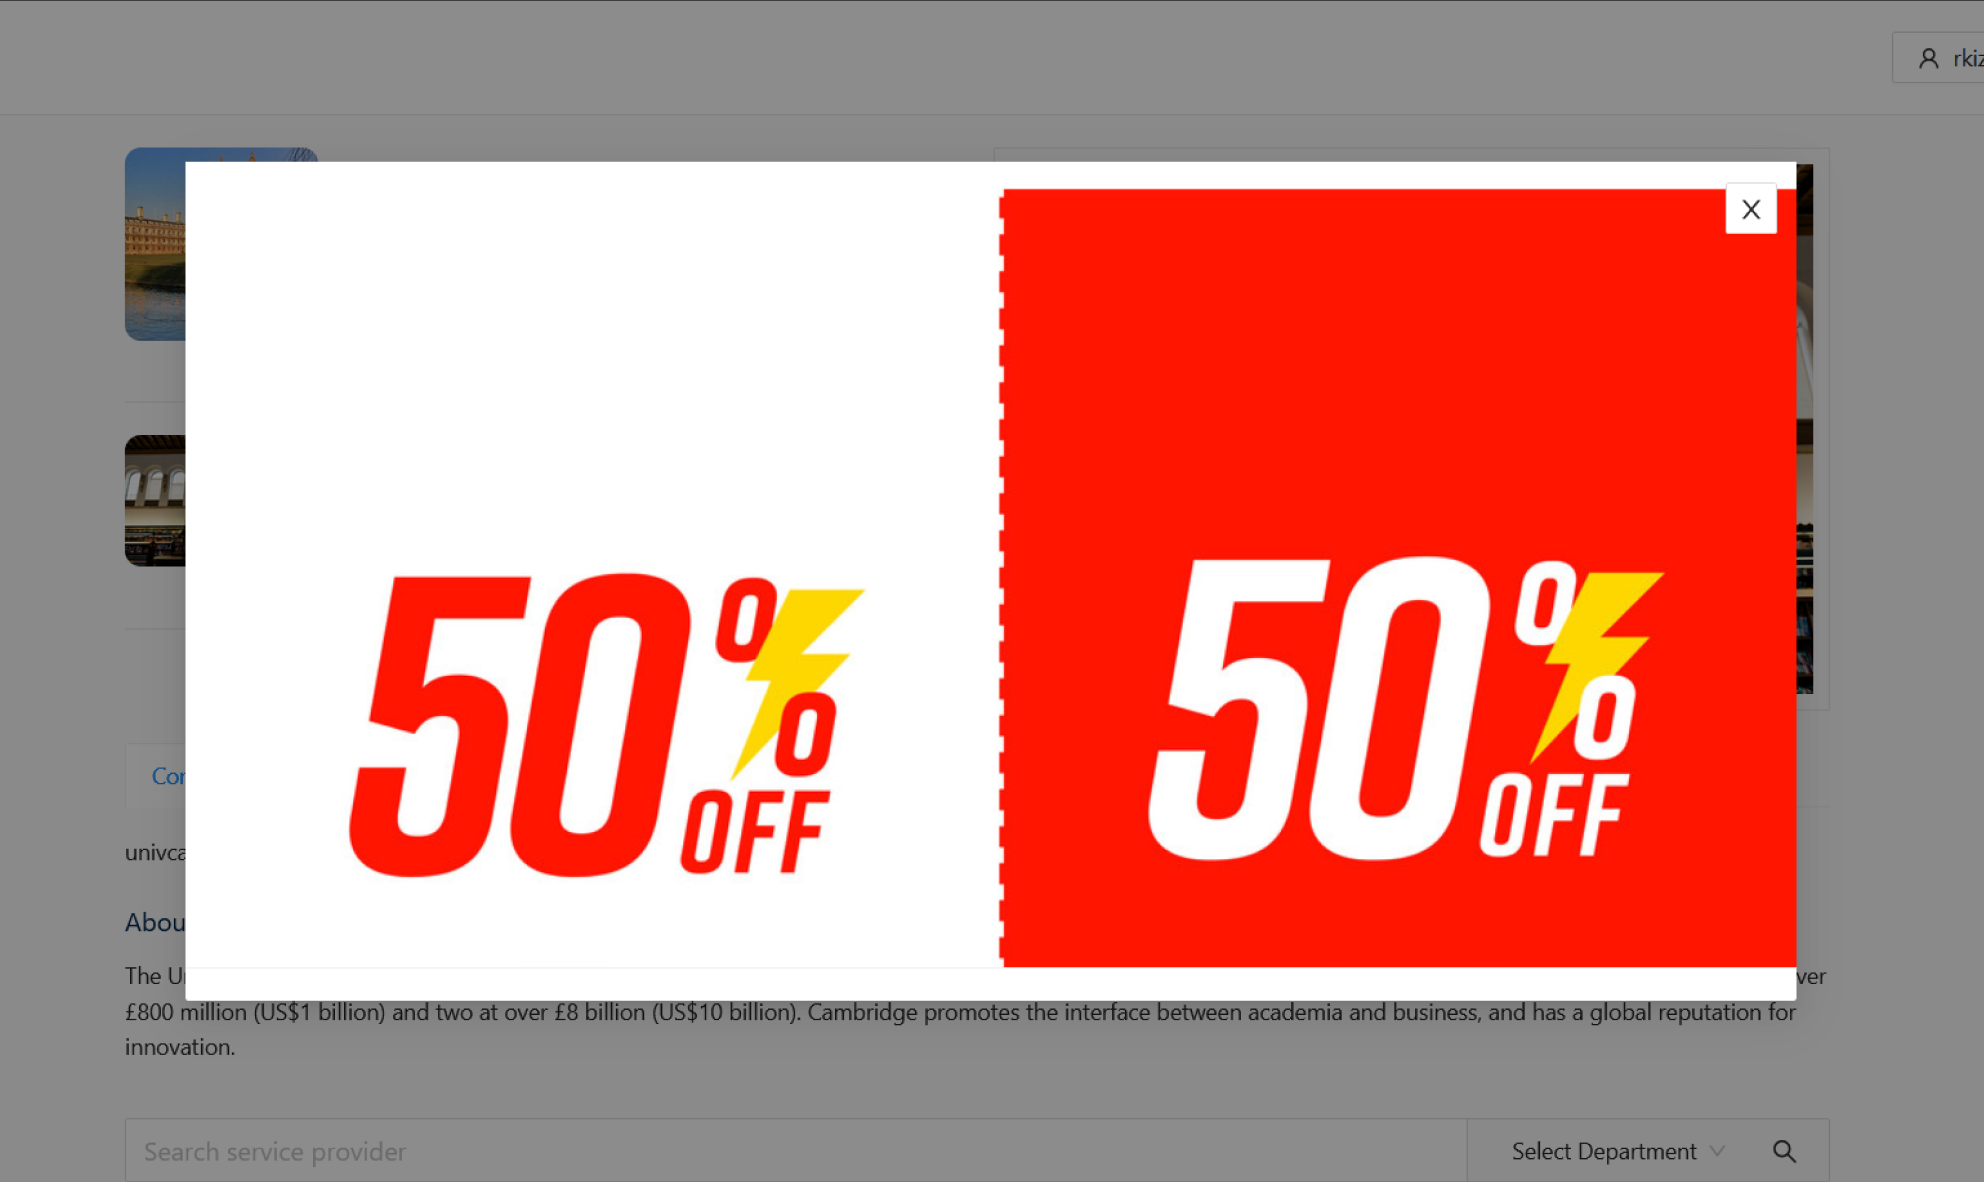 rkiz
X
50% OFF
50% OFF
Cor
univca
Abou
The U ver
£800 million (US$1 billion) and two at over £8 billion (US$10 billion). Cambridge promotes the interface between academia and business, and has a global reputation for
innovation.
Search service provider
Select Department